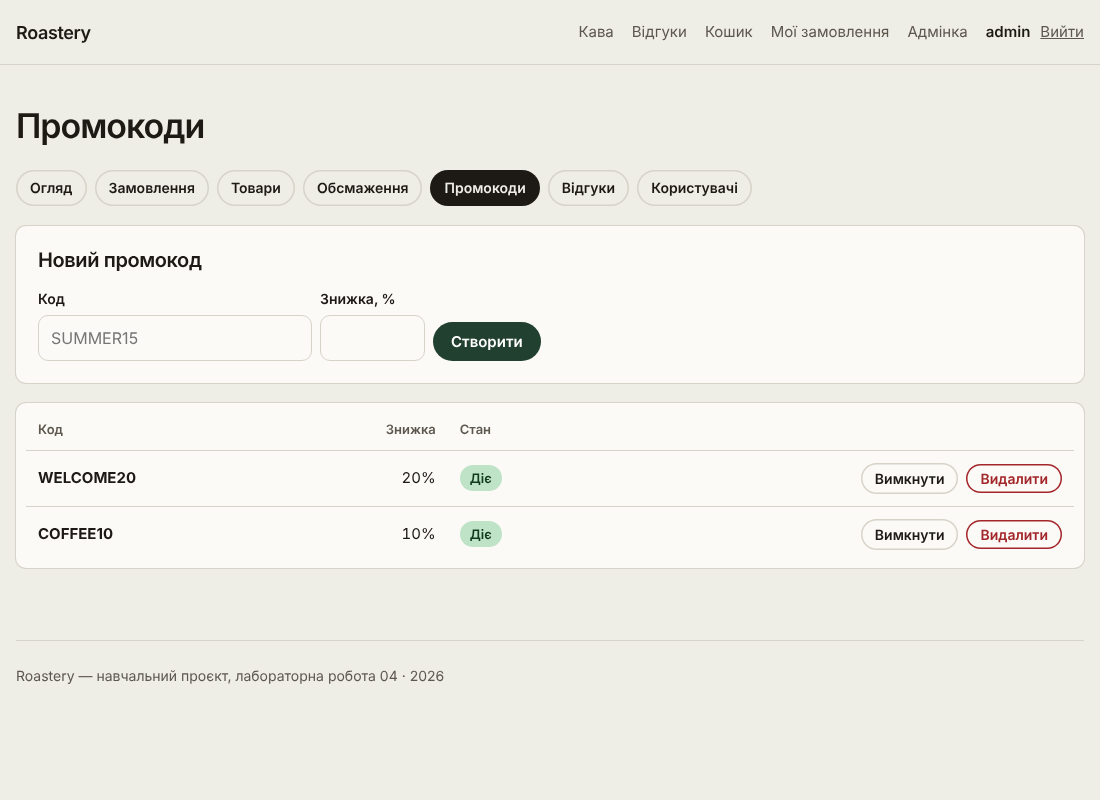 Roastery Кава Відгуки Кошик Мої замовлення Адмінка admin Вийти
Промокоди
Огляд Замовлення Товари Обсмаження Промокоди Відгуки Користувачі
Новий промокод
Код Знижка, %
SUMMER15 Створити
Код Знижка Стан
WELCOME20 20% Діє Вимкнути Видалити
COFFEE10 10% Діє Вимкнути Видалити
Roastery — навчальний проєкт, лабораторна робота 04 · 2026